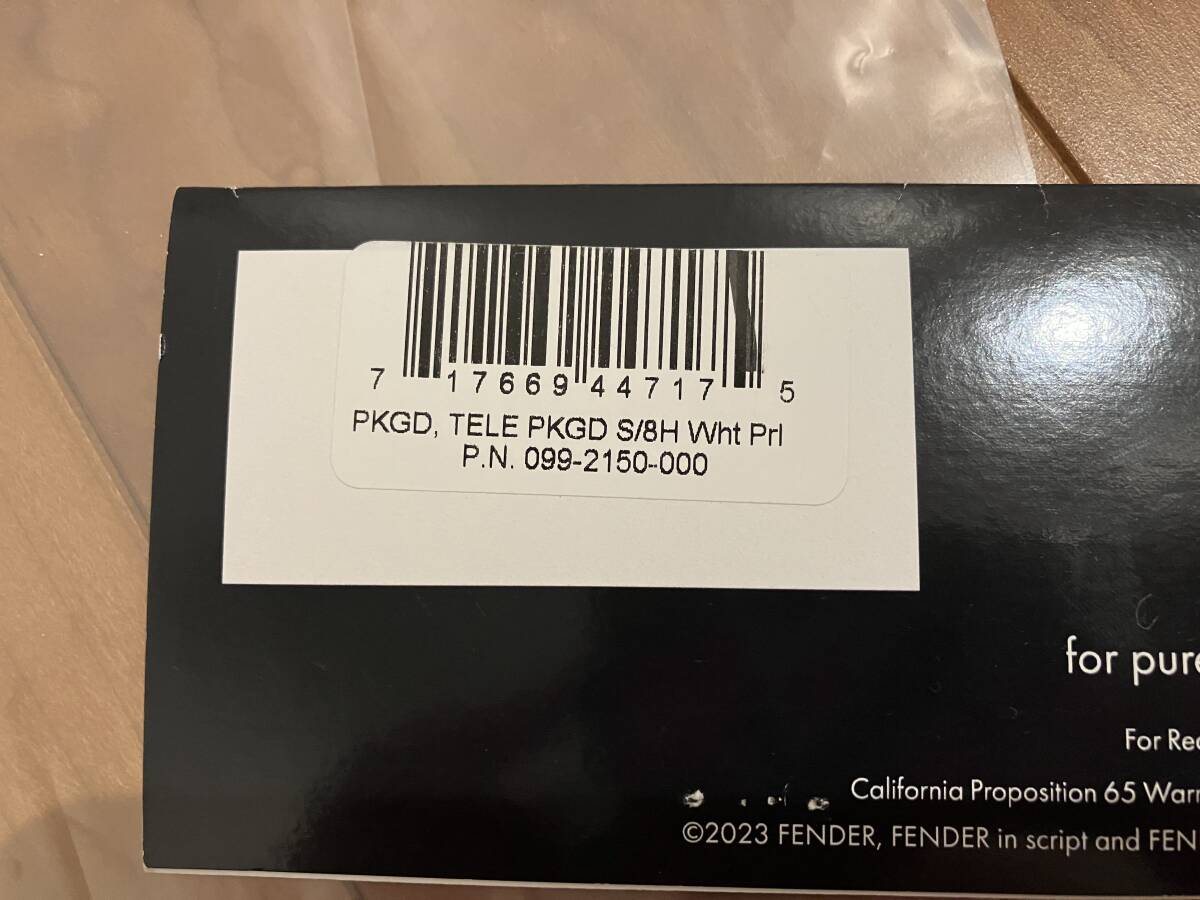 7 17669 44717 5
PKGD, TELE PKGD S/8H Wht Prl
P.N. 099-2150-000
for pure
For Rec
California Proposition 65 Warn
©2023 FENDER, FENDER in script and FEN